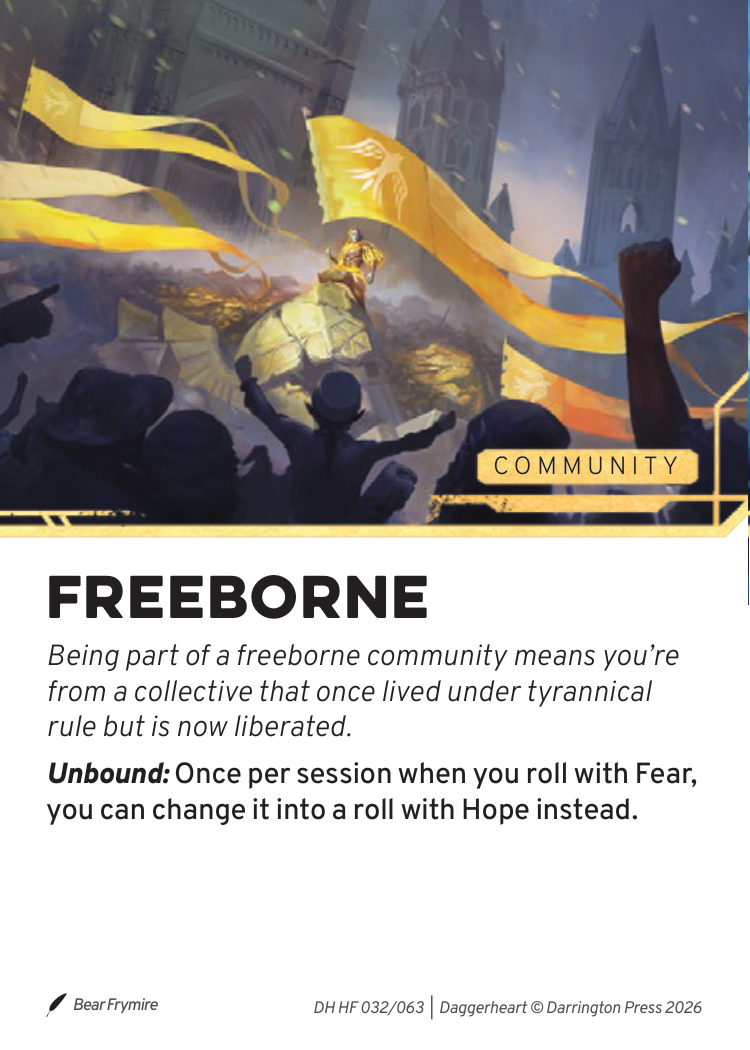 COMMUNITY
FREEBORNE
Being part of a freeborne community means you’re
from a collective that once lived under tyrannical
rule but is now liberated.
Unbound: Once per session when you roll with Fear,
you can change it into a roll with Hope instead.
Bear Frymire
DH HF 032/063 | Daggerheart © Darrington Press 2026